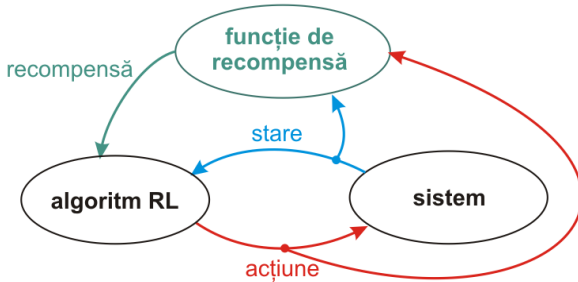 funcție de
recompensă
recompensă
stare
algoritm RL
sistem
acțiune